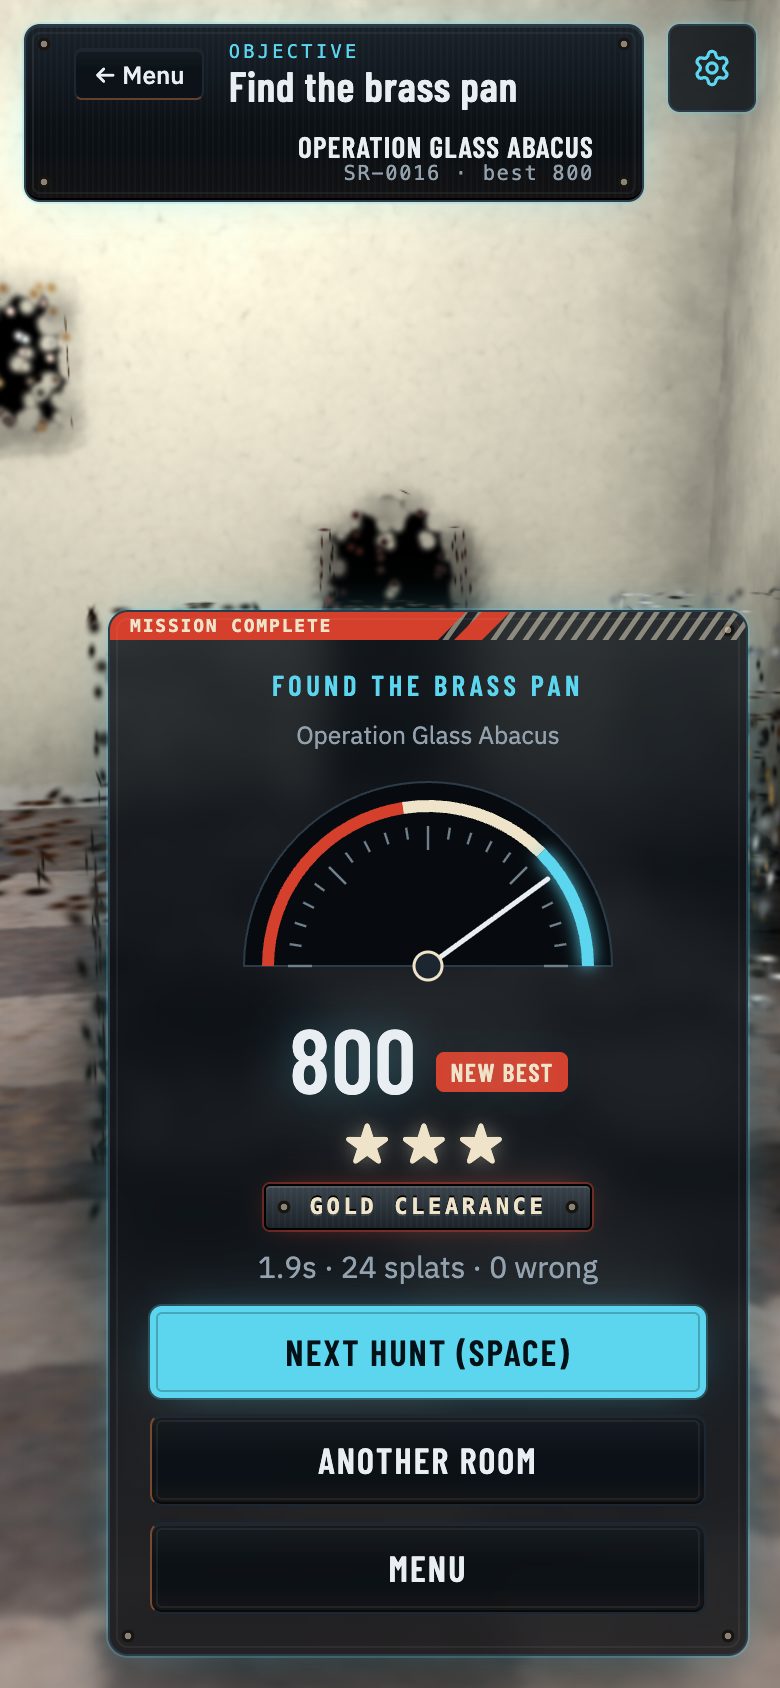 ← Menu
OBJECTIVE
Find the brass pan
OPERATION GLASS ABACUS
SR-0016 · best 800
MISSION COMPLETE
FOUND THE BRASS PAN
Operation Glass Abacus
800
NEW BEST
GOLD CLEARANCE
1.9s · 24 splats · 0 wrong
NEXT HUNT (SPACE)
ANOTHER ROOM
MENU